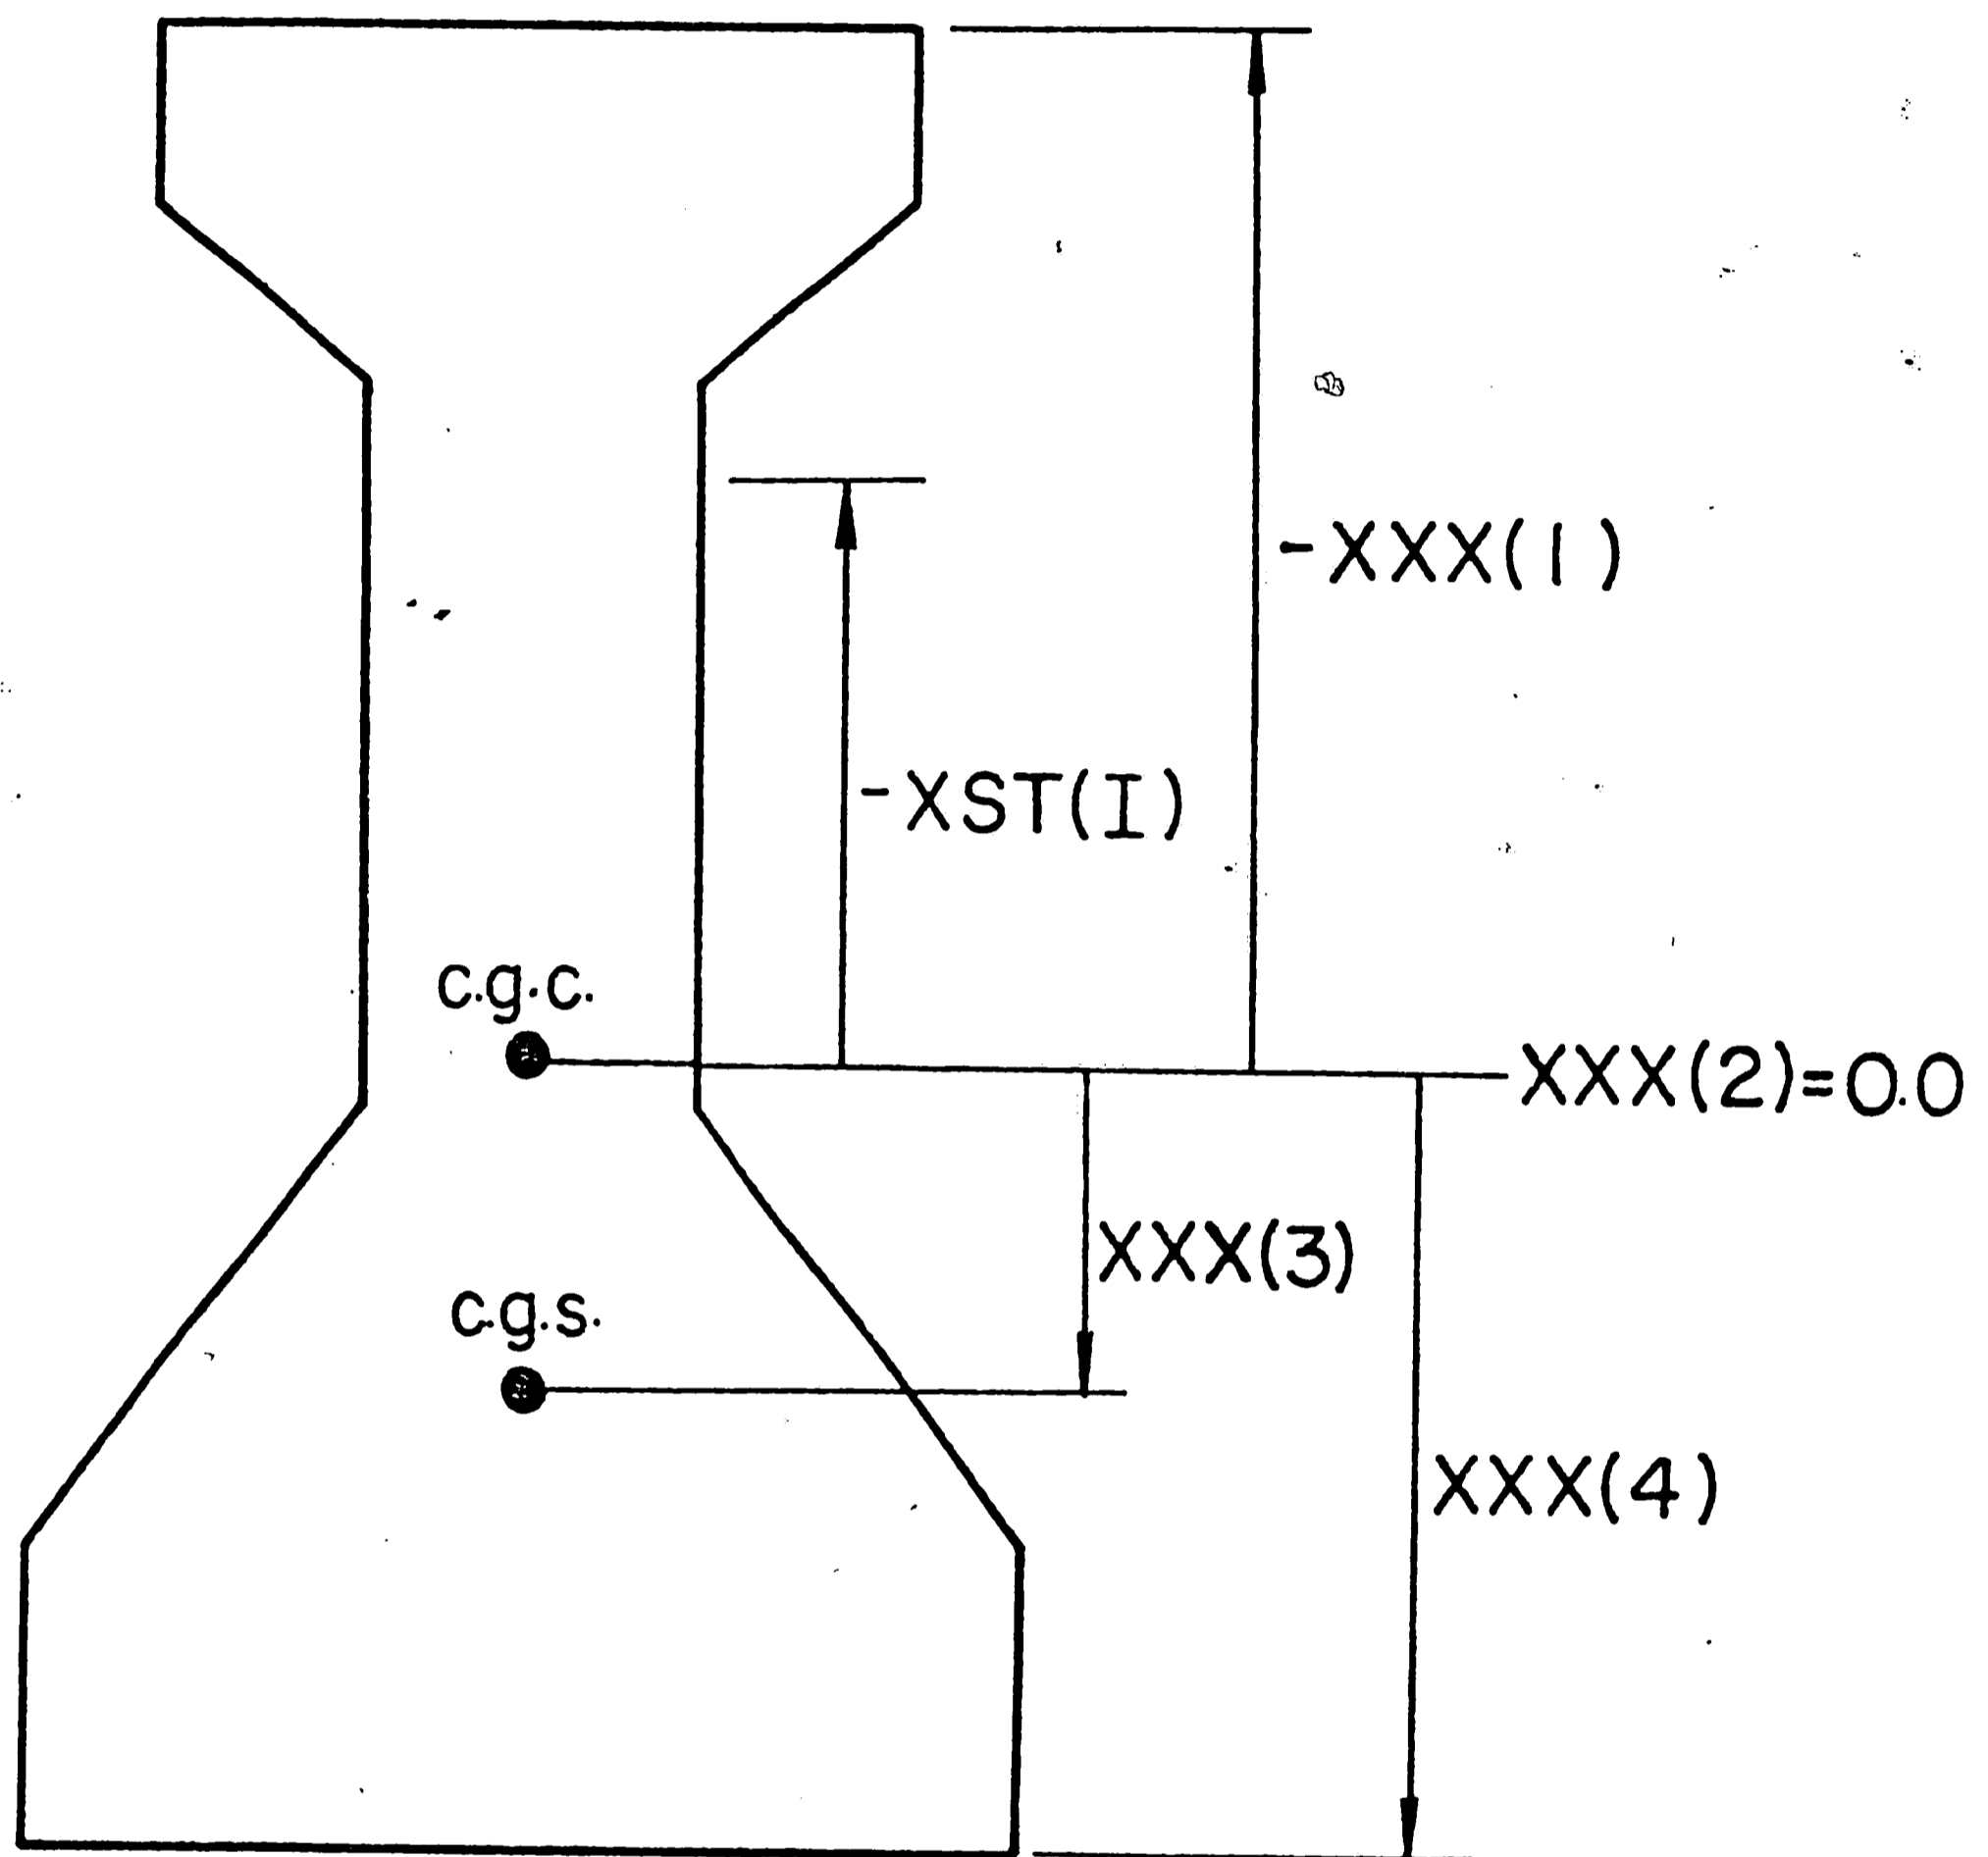 -XXX(1)
-XST(I)
c.g.c.
XXX(2)=0.0
XXX(3)
c.g.s.
XXX(4)